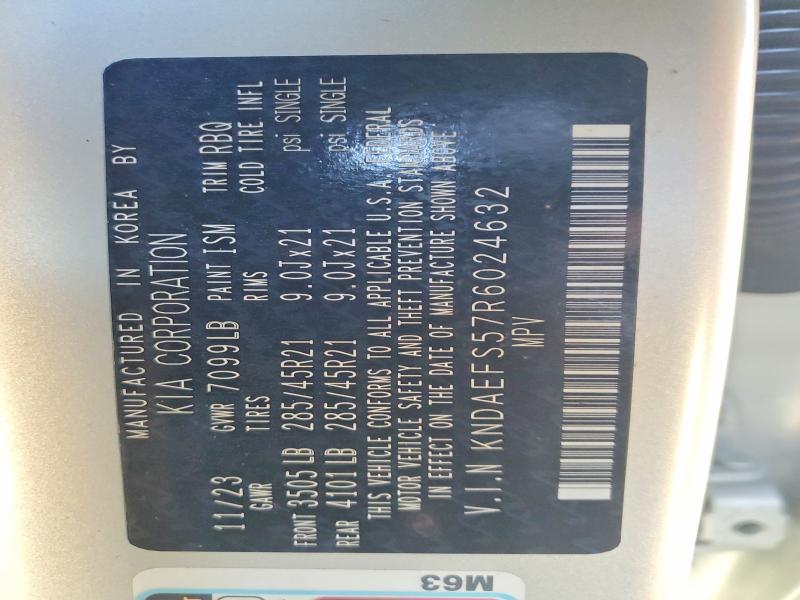 MANUFACTURED IN KOREA BY
KIA CORPORATION
11/23 GVWR 7099LB PAINT ISM TRIM RBQ
GAWR TIRES RIMS COLD TIRE INFL
FRONT 3505LB 285/45R21 9.0Jx21 psi SINGLE
REAR 4101LB 285/45R21 9.0Jx21 psi SINGLE
THIS VEHICLE CONFORMS TO ALL APPLICABLE U.S.A. FEDERAL
MOTOR VEHICLE SAFETY AND THEFT PREVENTION STANDARDS
IN EFFECT ON THE DATE OF MANUFACTURE SHOWN ABOVE
V.I.N KNDAEFS57R6024632
MPV
M63